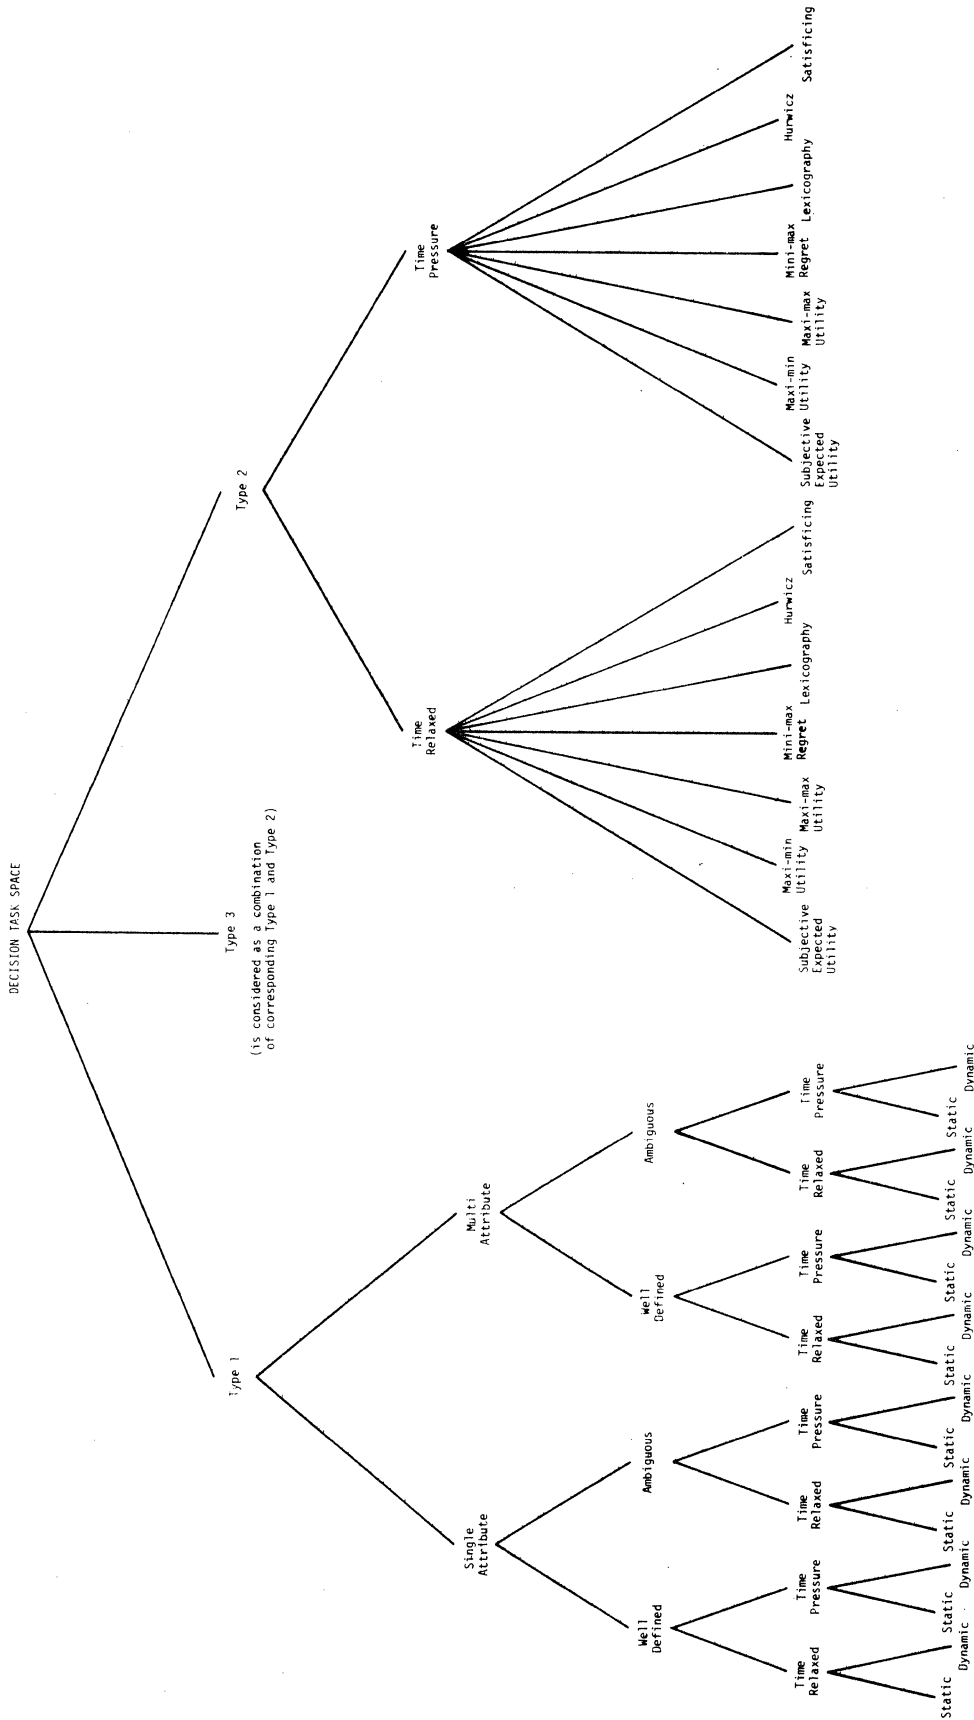 DECISION TASK SPACE
Type 1
Type 3
(is considered as a combination
of corresponding Type 1 and Type 2)
Type 2
Time
Relaxed
Time
Pressure
Single
Attribute
Multi
Attribute
Well
Defined
Ambiguous
Well
Defined
Ambiguous
Time
Relaxed
Time
Pressure
Time
Relaxed
Time
Pressure
Time
Relaxed
Time
Pressure
Time
Relaxed
Time
Pressure
Subjective
Expected
Utility
Maxi-min
Utility
Maxi-max
Utility
Mini-max
Regret
Lexicography
Hurwicz
Satisficing
Subjective
Expected
Utility
Maxi-min
Utility
Maxi-max
Utility
Mini-max
Regret
Lexicography
Hurwicz
Satisficing
Static
Dynamic
Static
Dynamic
Static
Dynamic
Static
Dynamic
Static
Dynamic
Static
Dynamic
Static
Dynamic
Static
Dynamic